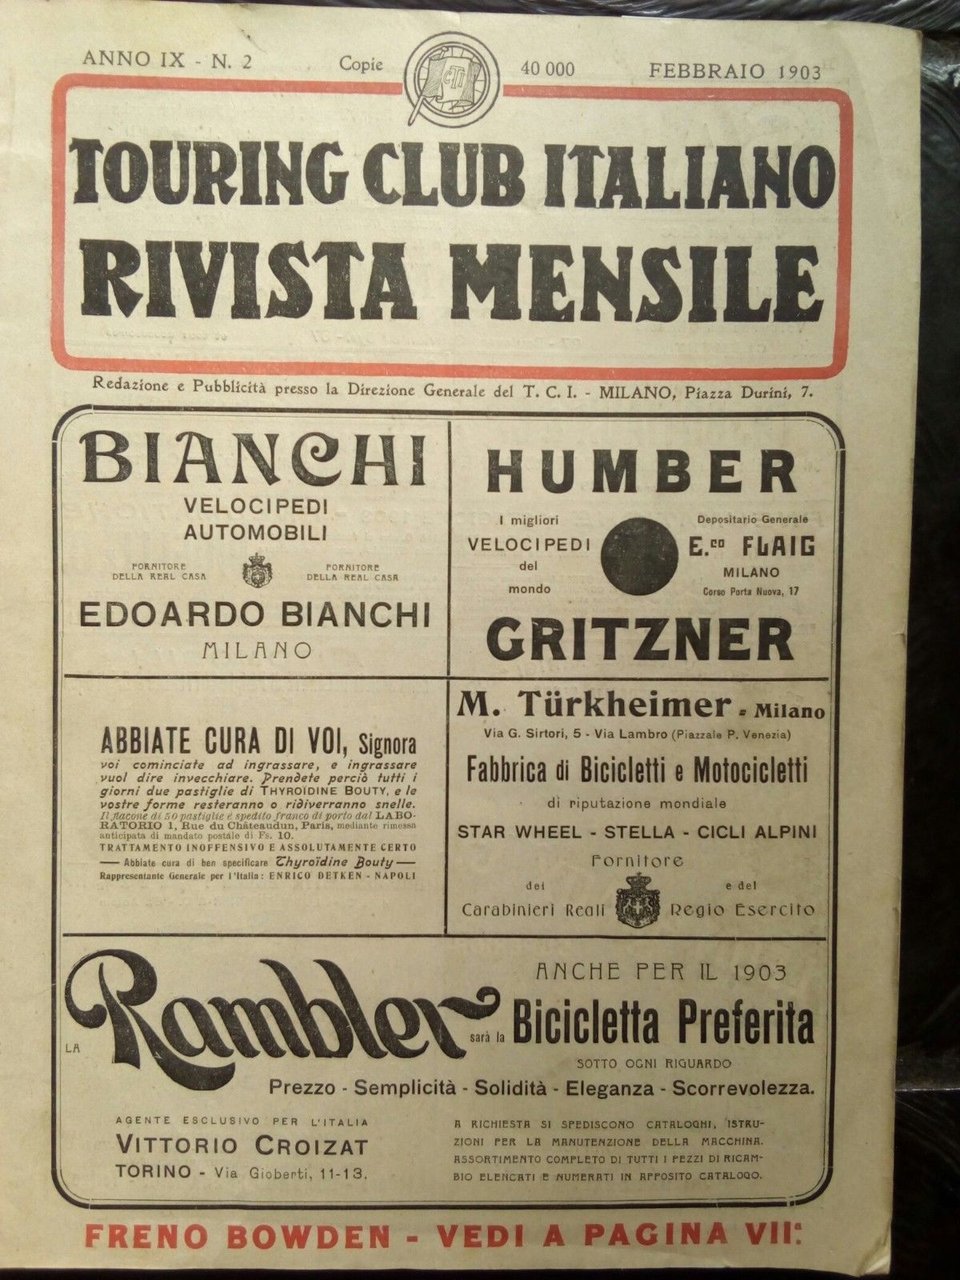 ANNO IX - N. 2 Copie 40 000 FEBBRAIO 1903
TCI
TOURING CLUB ITALIANO
RIVISTA MENSILE
Redazione e Pubblicità presso la Direzione Generale del T. C. I. - MILANO, Piazza Durini, 7.
BIANCHI
VELOCIPEDI
AUTOMOBILI
FORNITORE
DELLA REAL CASA
FORNITORE
DELLA REAL CASA
EDOARDO BIANCHI
MILANO
HUMBER
I migliori
VELOCIPEDI
del
mondo
Depositario Generale
E.co FLAIG
MILANO
Corso Porta Nuova, 17
GRITZNER
ABBIATE CURA DI VOI, Signora
voi cominciate ad ingrassare, e ingrassare
vuol dire invecchiare. Prendete perciò tutti i
giorni due pastiglie di THYROÏDINE BOUTY, e le
vostre forme resteranno o ridiverranno snelle.
Il flacone di 50 pastiglie è spedito franco di porto dal LABO-
RATORIO 1, Rue du Châteaudun, Paris, mediante rimessa
anticipata di mandato postale di Fs. 10.
TRATTAMENTO INOFFENSIVO E ASSOLUTAMENTE CERTO
— Abbiate cura di ben specificare Thyroïdine Bouty —
Rappresentante Generale per l'Italia: ENRICO DETKEN - NAPOLI
M. Türkheimer - Milano
Via G. Sirtori, 5 - Via Lambro (Piazzale P. Venezia)
Fabbrica di Bicicletti e Motocicletti
di riputazione mondiale
STAR WHEEL - STELLA - CICLI ALPINI
Fornitore
dei
Carabinieri Reali
e del
Regio Esercito
LA Rambler
ANCHE PER IL 1903
sarà la Bicicletta Preferita
SOTTO OGNI RIGUARDO
Prezzo - Semplicità - Solidità - Eleganza - Scorrevolezza.
AGENTE ESCLUSIVO PER L'ITALIA
VITTORIO CROIZAT
TORINO - Via Gioberti, 11-13.
A RICHIESTA SI SPEDISCONO CATALOGHI, ISTRU-
ZIONI PER LA MANUTENZIONE DELLA MACCHINA.
ASSORTIMENTO COMPLETO DI TUTTI I PEZZI DI RICAM-
BIO ELENCATI E NUMERATI IN APPOSITO CATALOGO.
FRENO BOWDEN - VEDI A PAGINA VII.a